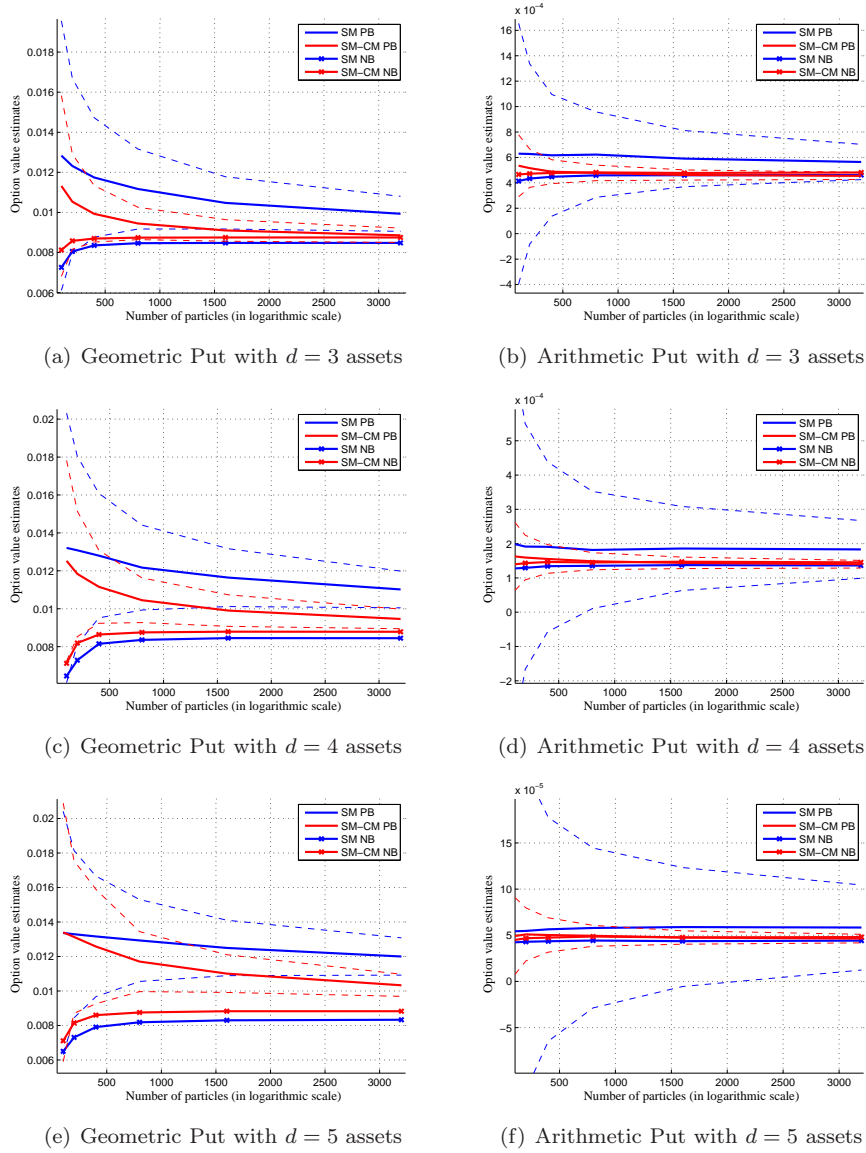 0.018
0.016
0.014
0.012
0.01
0.008
0.006
500 1000 1500 2000 2500 3000
Option value estimates
Number of particles (in logarithmic scale)
SM PB
SM−CM PB
SM NB
SM−CM NB
(a) Geometric Put with d = 3 assets
x 10⁻⁴
16
14
12
10
8
6
4
2
0
−2
−4
500 1000 1500 2000 2500 3000
Option value estimates
Number of particles (in logarithmic scale)
SM PB
SM−CM PB
SM NB
SM−CM NB
(b) Arithmetic Put with d = 3 assets
0.02
0.018
0.016
0.014
0.012
0.01
0.008
500 1000 1500 2000 2500 3000
Option value estimates
Number of particles (in logarithmic scale)
SM PB
SM−CM PB
SM NB
SM−CM NB
(c) Geometric Put with d = 4 assets
x 10⁻⁴
5
4
3
2
1
0
−1
−2
500 1000 1500 2000 2500 3000
Option value estimates
Number of particles (in logarithmic scale)
SM PB
SM−CM PB
SM NB
SM−CM NB
(d) Arithmetic Put with d = 4 assets
0.02
0.018
0.016
0.014
0.012
0.01
0.008
0.006
500 1000 1500 2000 2500 3000
Option value estimates
Number of particles (in logarithmic scale)
SM PB
SM−CM PB
SM NB
SM−CM NB
(e) Geometric Put with d = 5 assets
x 10⁻⁵
15
10
5
0
−5
500 1000 1500 2000 2500 3000
Option value estimates
Number of particles (in logarithmic scale)
SM PB
SM−CM PB
SM NB
SM−CM NB
(f) Arithmetic Put with d = 5 assets